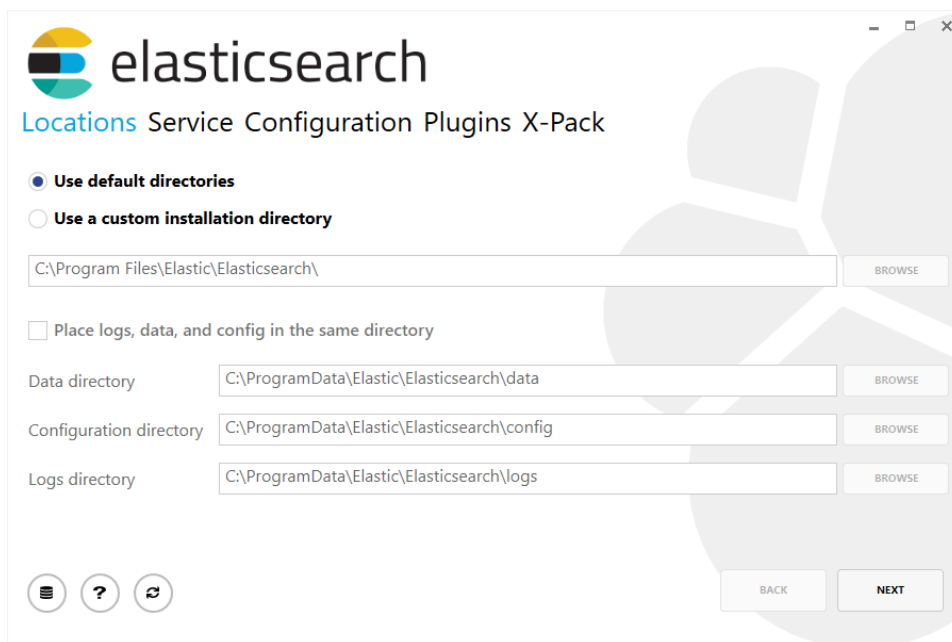 elasticsearch
Locations Service Configuration Plugins X-Pack
Use default directories
Use a custom installation directory
C:\Program Files\Elastic\Elasticsearch\ BROWSE
Place logs, data, and config in the same directory
Data directory C:\ProgramData\Elastic\Elasticsearch\data BROWSE
Configuration directory C:\ProgramData\Elastic\Elasticsearch\config BROWSE
Logs directory C:\ProgramData\Elastic\Elasticsearch\logs BROWSE
? BACK NEXT